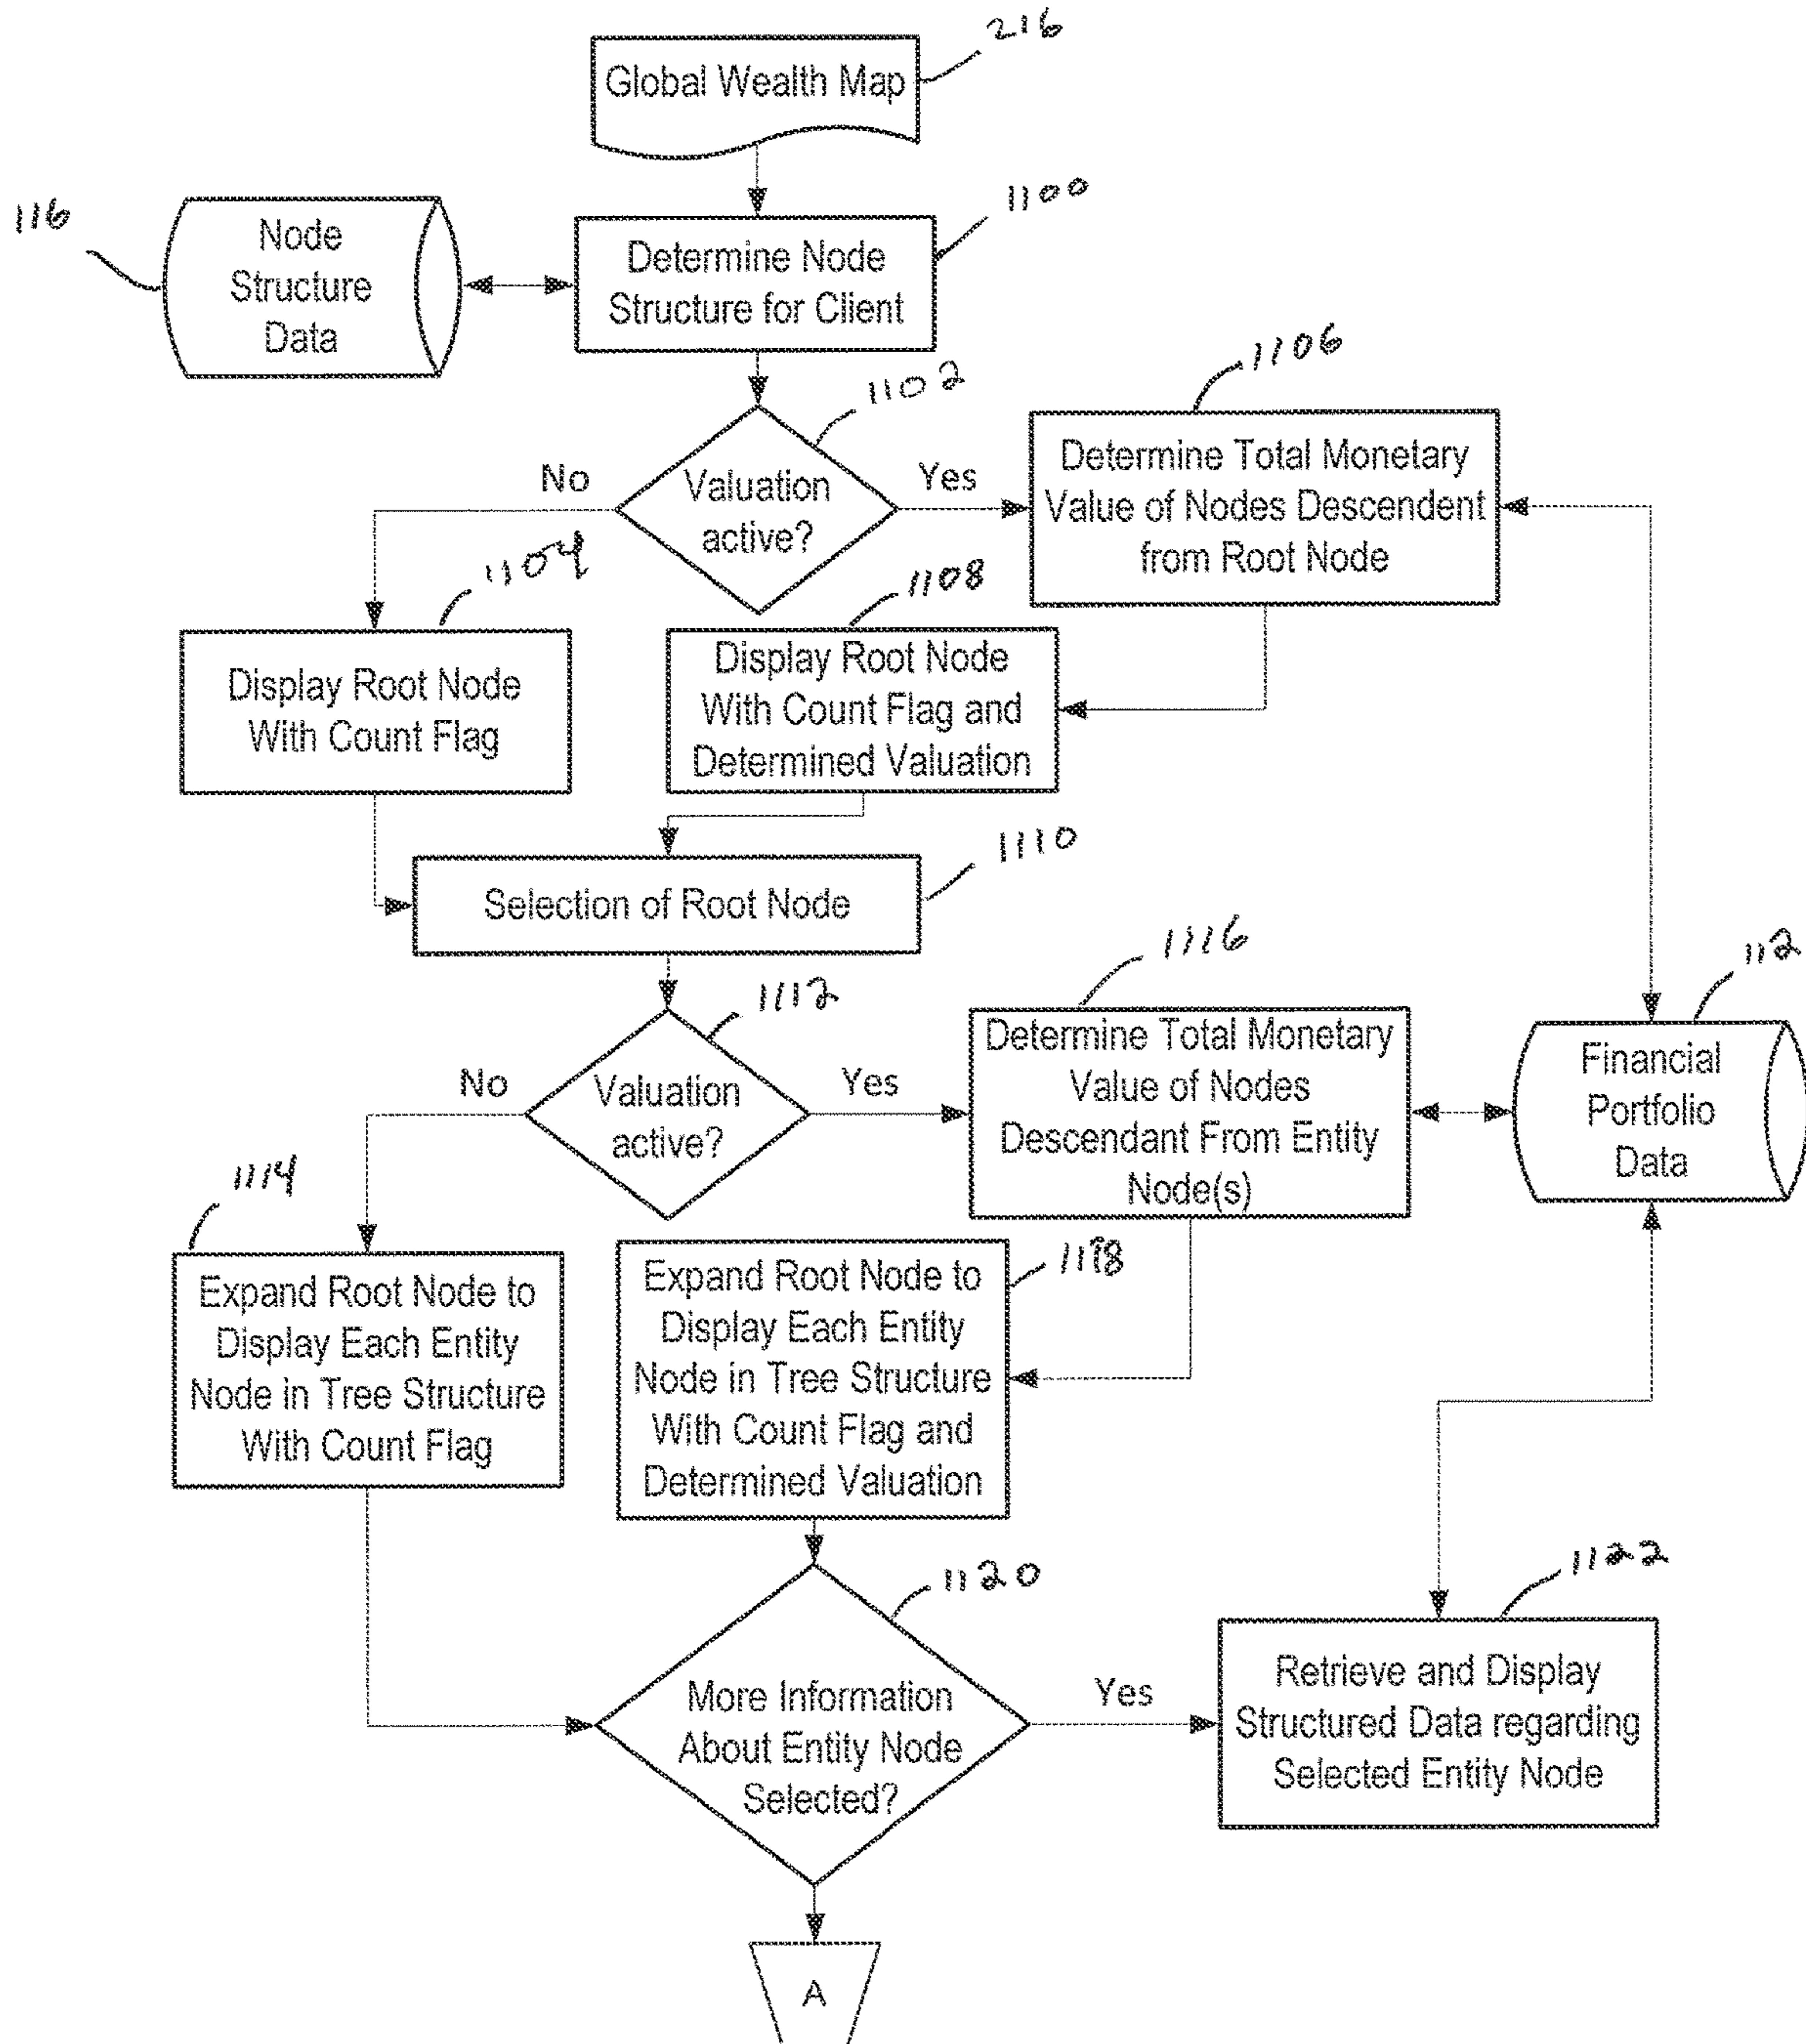 216
Global Wealth Map
1100
116
Node
Structure
Data
Determine Node
Structure for Client
1102
1106
No
Valuation
active?
Yes
Determine Total Monetary
Value of Nodes Descendent
from Root Node
1104
1108
Display Root Node
With Count Flag
Display Root Node
With Count Flag and
Determined Valuation
1110
Selection of Root Node
1112
1116
112
No
Valuation
active?
Yes
Determine Total Monetary
Value of Nodes
Descendant From Entity
Node(s)
Financial
Portfolio
Data
1114
1118
Expand Root Node to
Display Each Entity
Node in Tree Structure
With Count Flag
Expand Root Node to
Display Each Entity
Node in Tree Structure
With Count Flag and
Determined Valuation
1120
1122
More Information
About Entity Node
Selected?
Yes
Retrieve and Display
Structured Data regarding
Selected Entity Node
A